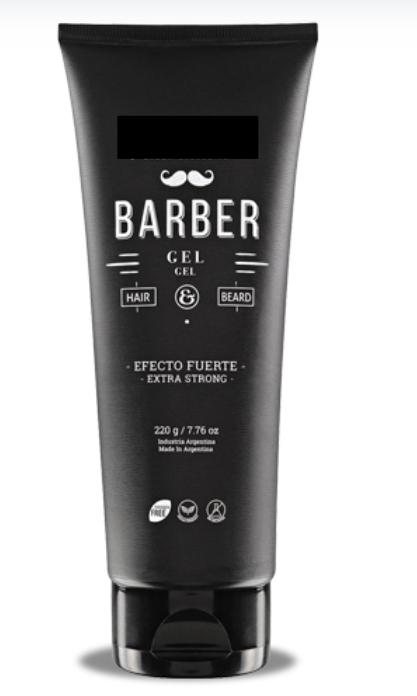 BARBER
GEL
GEL
HAIR & BEARD
- EFECTO FUERTE -
- EXTRA STRONG -
220 g / 7.76 oz
Industria Argentina
Made In Argentina
FREE